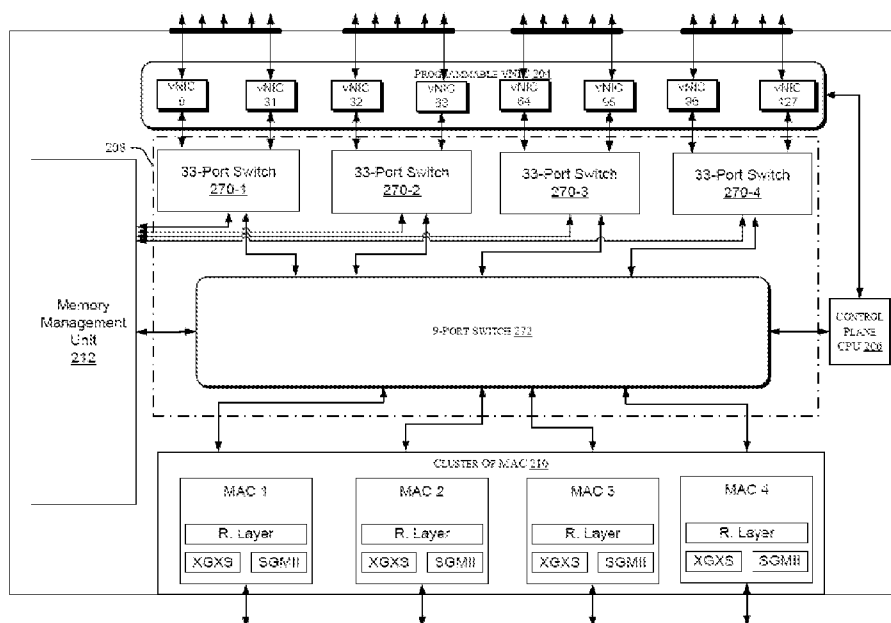 PROGRAMMABLE VNIC 204
vNIC 0
vNIC 31
vNIC 32
vNIC 63
vNIC 64
vNIC 95
vNIC 96
vNIC 127
208
33-Port Switch 270-1
33-Port Switch 270-2
33-Port Switch 270-3
33-Port Switch 270-4
Memory
Management
Unit
212
9-PORT SWITCH 272
CONTROL
PLANE
CPU 206
CLUSTER OF MAC 210
MAC 1
MAC 2
MAC 3
MAC 4
R. Layer
R. Layer
R. Layer
R. Layer
XGXS
SGMII
XGXS
SGMII
XGXS
SGMII
XGXS
SGMII